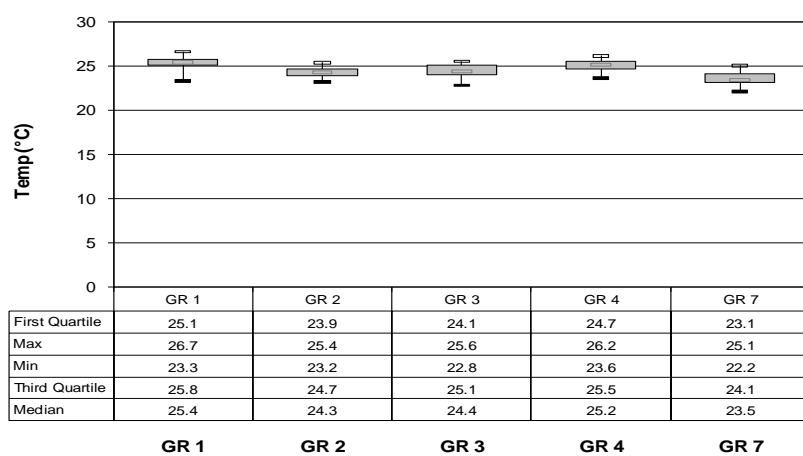 30
25
20
15
10
5
0
Temp (°C)
GR 1 GR 2 GR 3 GR 4 GR 7
First Quartile 25.1 23.9 24.1 24.7 23.1
Max 26.7 25.4 25.6 26.2 25.1
Min 23.3 23.2 22.8 23.6 22.2
Third Quartile 25.8 24.7 25.1 25.5 24.1
Median 25.4 24.3 24.4 25.2 23.5
GR 1 GR 2 GR 3 GR 4 GR 7